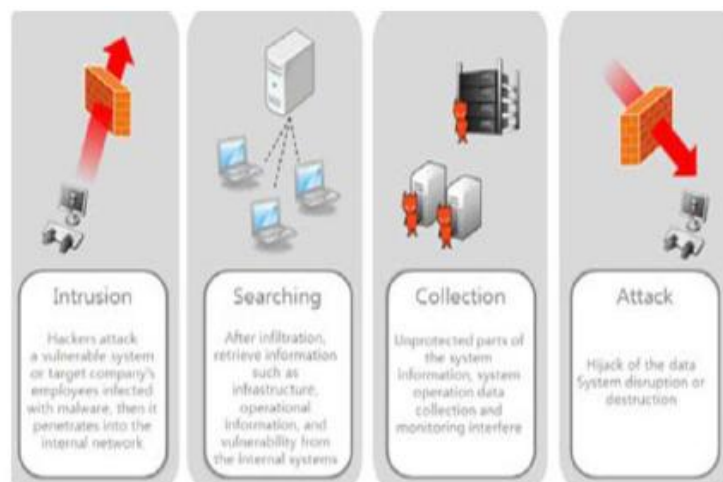 Intrusion
Hackers attack
a vulnerable system
or target company's
employees infected
with malware, then it
penetrates into the
internal network
Searching
After infiltration,
retrieve information
such as
infrastructure,
operational
information, and
vulnerability from
the internal systems
Collection
Unprotected parts of
the system
information, system
operation data
collection and
monitoring interfere
Attack
Hijack of the data
System disruption or
destruction